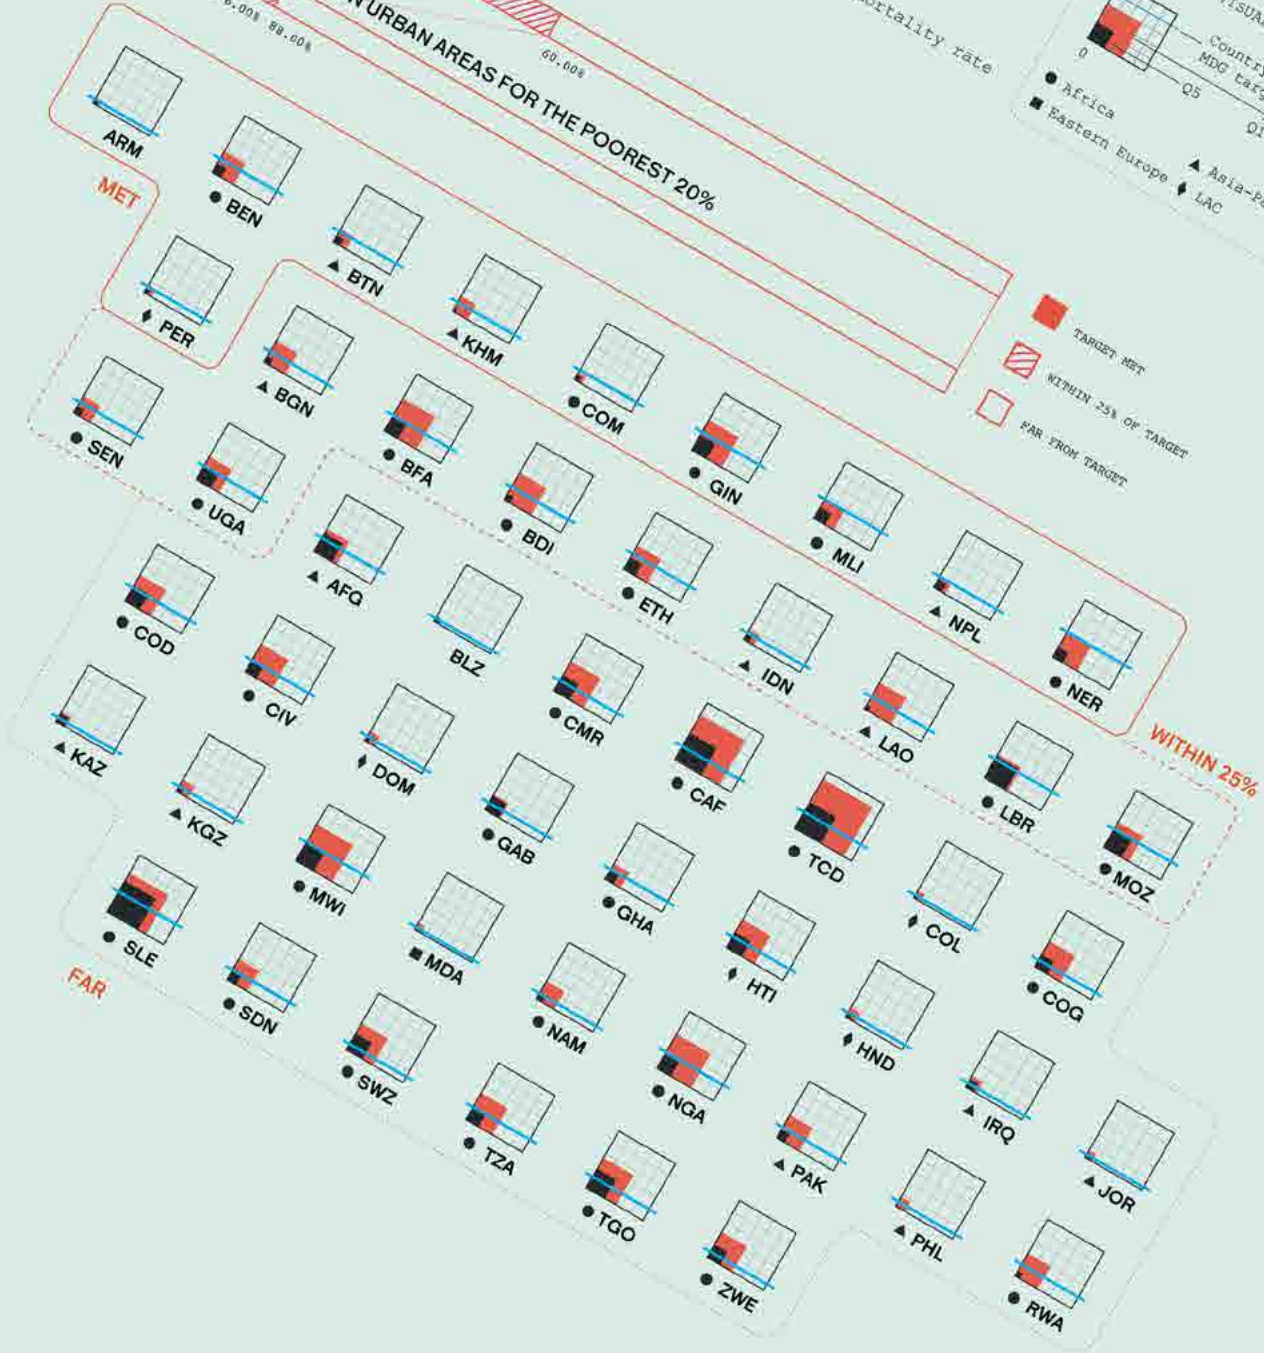 N URBAN AREAS FOR THE POOREST 20%
88.00%
60.60%
ortality rate
Country
MDG targ
0
Q5
Africa
Eastern Europe
LAC
TARGET MET
WITHIN 25% OF TARGET
FAR FROM TARGET
MET
ARM
BEN
BTN
KHM
COM
GIN
MLI
NPL
NER
PER
WITHIN 25%
BGN
BFA
BDI
ETH
IDN
LAO
LBR
MOZ
SEN
UGA
FAR
AFG
BLZ
CMR
CAF
TCD
COL
COG
COD
CIV
DOM
GAB
GHA
HTI
HND
IRQ
JOR
KAZ
KGZ
MWI
MDA
NAM
NGA
PAK
PHL
RWA
SLE
SDN
SWZ
TZA
TGO
ZWE